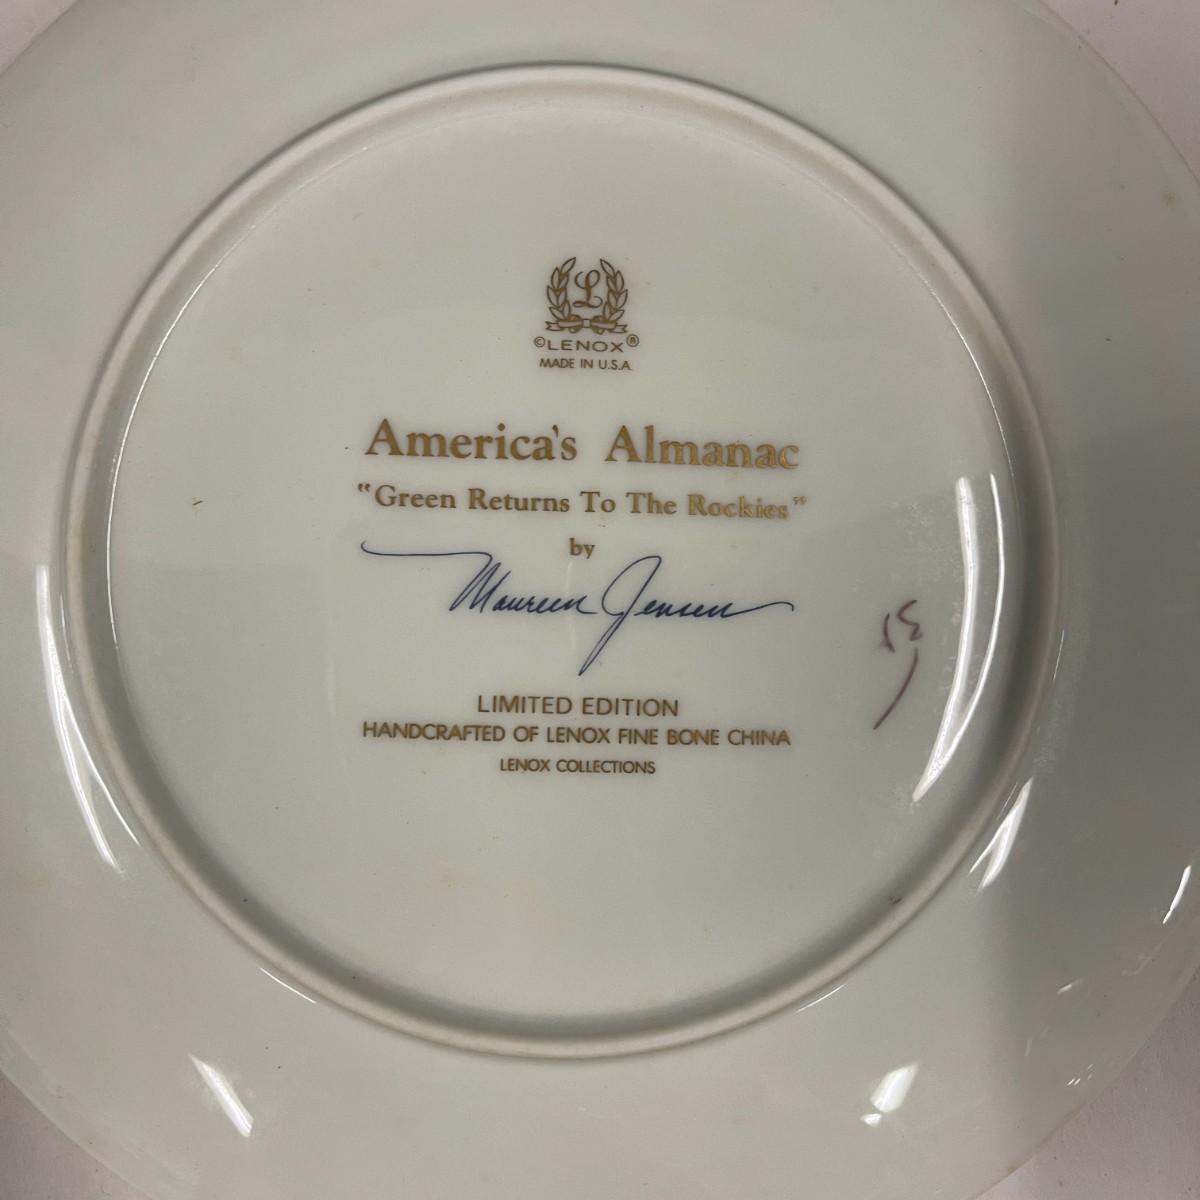 L
©LENOX®
MADE IN U.S.A.
America's Almanac
"Green Returns To The Rockies"
by
Maureen Jensen
LIMITED EDITION
HANDCRAFTED OF LENOX FINE BONE CHINA
LENOX COLLECTIONS